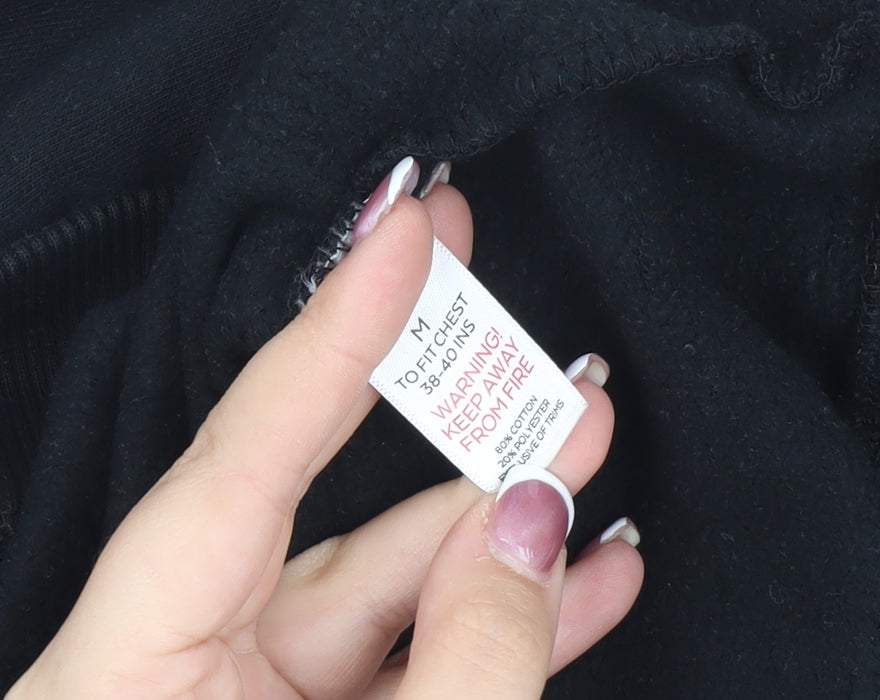 M
TO FIT CHEST
38-40 INS
WARNING!
KEEP AWAY
FROM FIRE
80% COTTON
20% POLYESTER
OF TRIMS